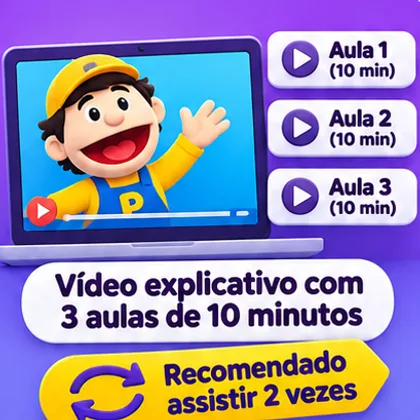 Aula 1
(10 min)
Aula 2
(10 min)
Aula 3
(10 min)
P
Vídeo explicativo com
3 aulas de 10 minutos
Recomendado
assistir 2 vezes